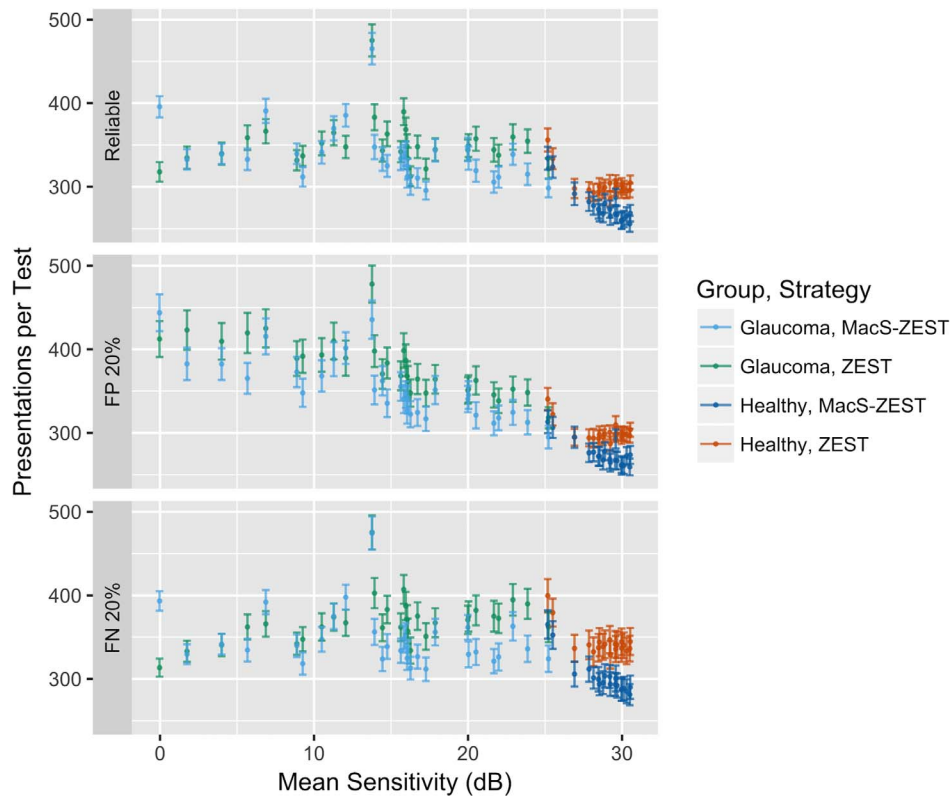 500
400
300
Reliable
500
400
300
FP 20%
500
400
300
FN 20%
Presentations per Test
0
10
20
30
Mean Sensitivity (dB)
Group, Strategy
Glaucoma, MacS-ZEST
Glaucoma, ZEST
Healthy, MacS-ZEST
Healthy, ZEST